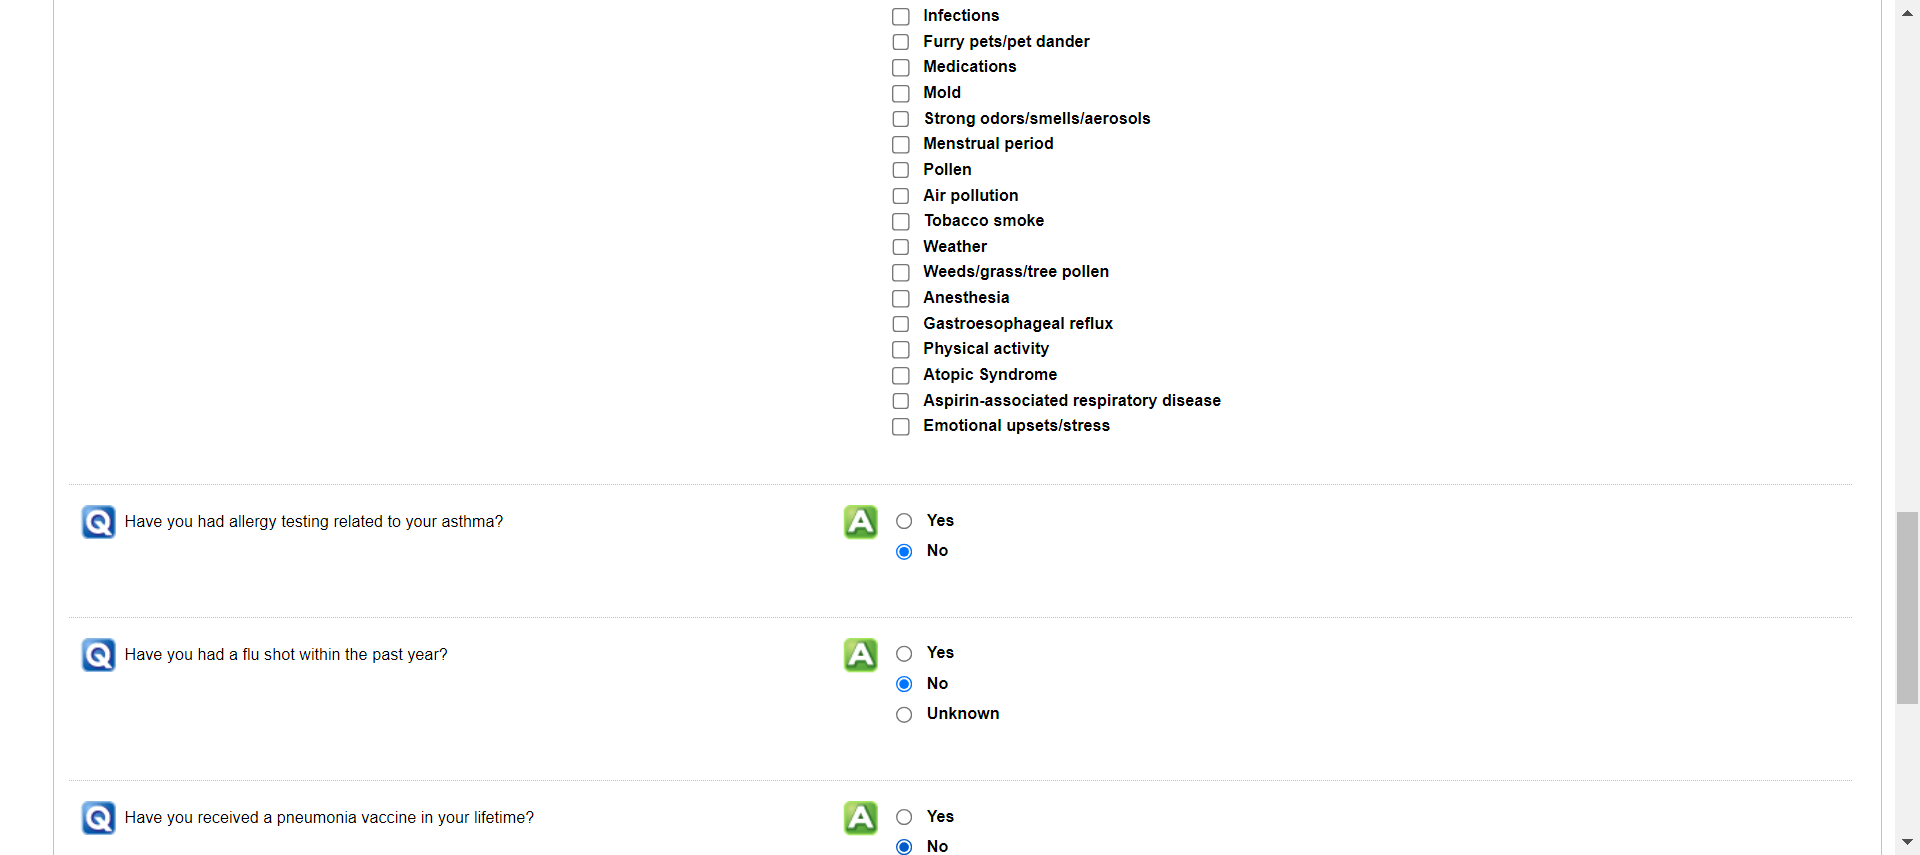 Infections
Furry pets/pet dander
Medications
Mold
Strong odors/smells/aerosols
Menstrual period
Pollen
Air pollution
Tobacco smoke
Weather
Weeds/grass/tree pollen
Anesthesia
Gastroesophageal reflux
Physical activity
Atopic Syndrome
Aspirin-associated respiratory disease
Emotional upsets/stress
Q Have you had allergy testing related to your asthma? A Yes
No
Q Have you had a flu shot within the past year? A Yes
No
Unknown
Q Have you received a pneumonia vaccine in your lifetime? A Yes
No